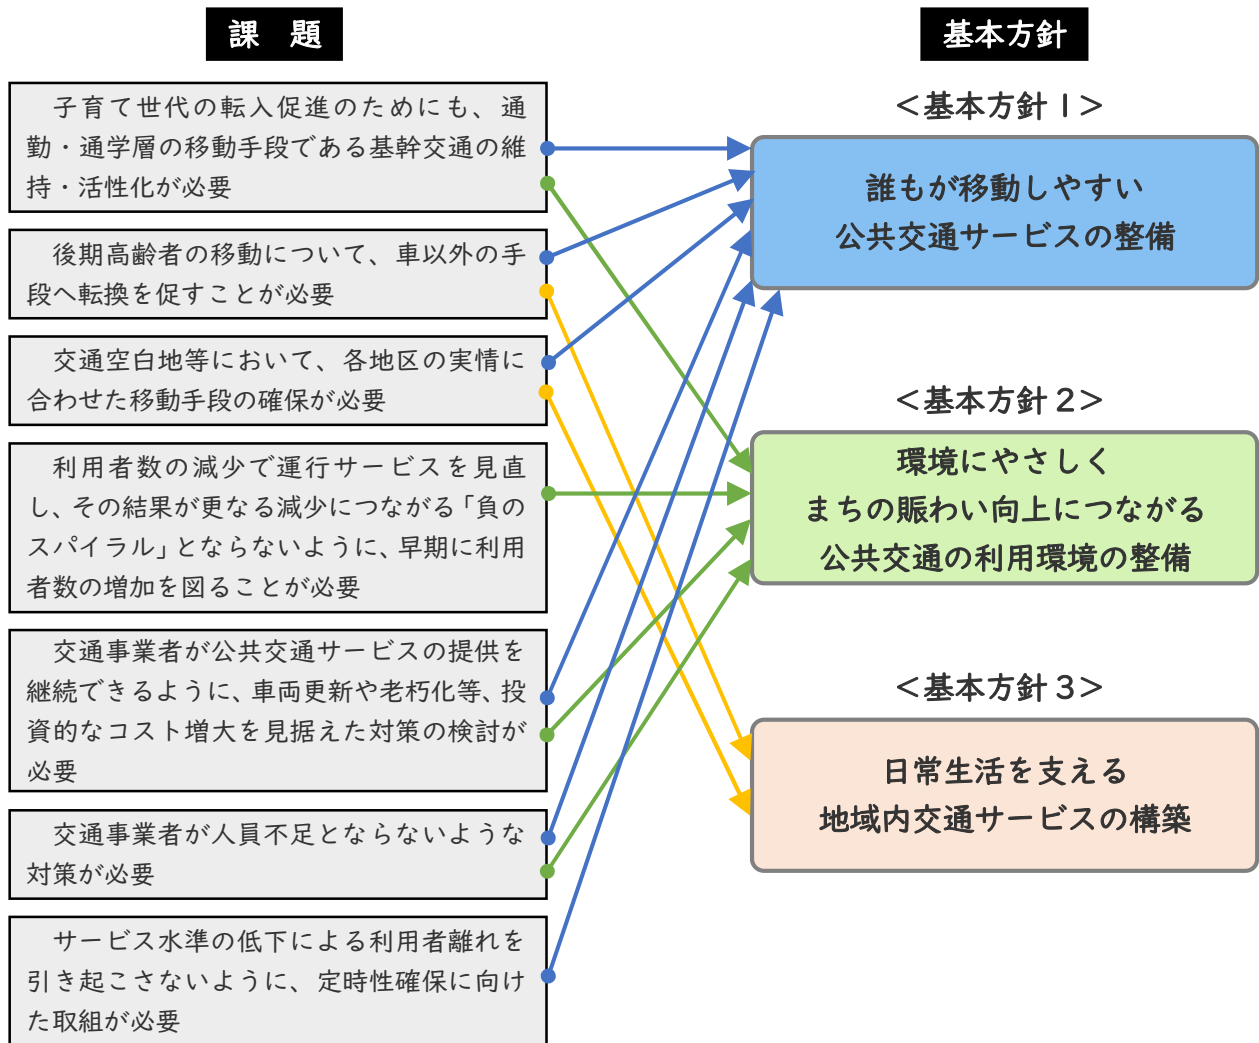 課　題
子育て世代の転入促進のためにも、通
勤・通学層の移動手段である基幹交通の維
持・活性化が必要
後期高齢者の移動について、車以外の手
段へ転換を促すことが必要
交通空白地等において、各地区の実情に
合わせた移動手段の確保が必要
利用者数の減少で運行サービスを見直
し、その結果が更なる減少につながる「負の
スパイラル」とならないように、早期に利用
者数の増加を図ることが必要
交通事業者が公共交通サービスの提供を
継続できるように、車両更新や老朽化等、投
資的なコスト増大を見据えた対策の検討が
必要
交通事業者が人員不足とならないような
対策が必要
サービス水準の低下による利用者離れを
引き起こさないように、定時性確保に向け
た取組が必要
基本方針
＜基本方針１＞
誰もが移動しやすい
公共交通サービスの整備
＜基本方針２＞
環境にやさしく
まちの賑わい向上につながる
公共交通の利用環境の整備
＜基本方針３＞
日常生活を支える
地域内交通サービスの構築